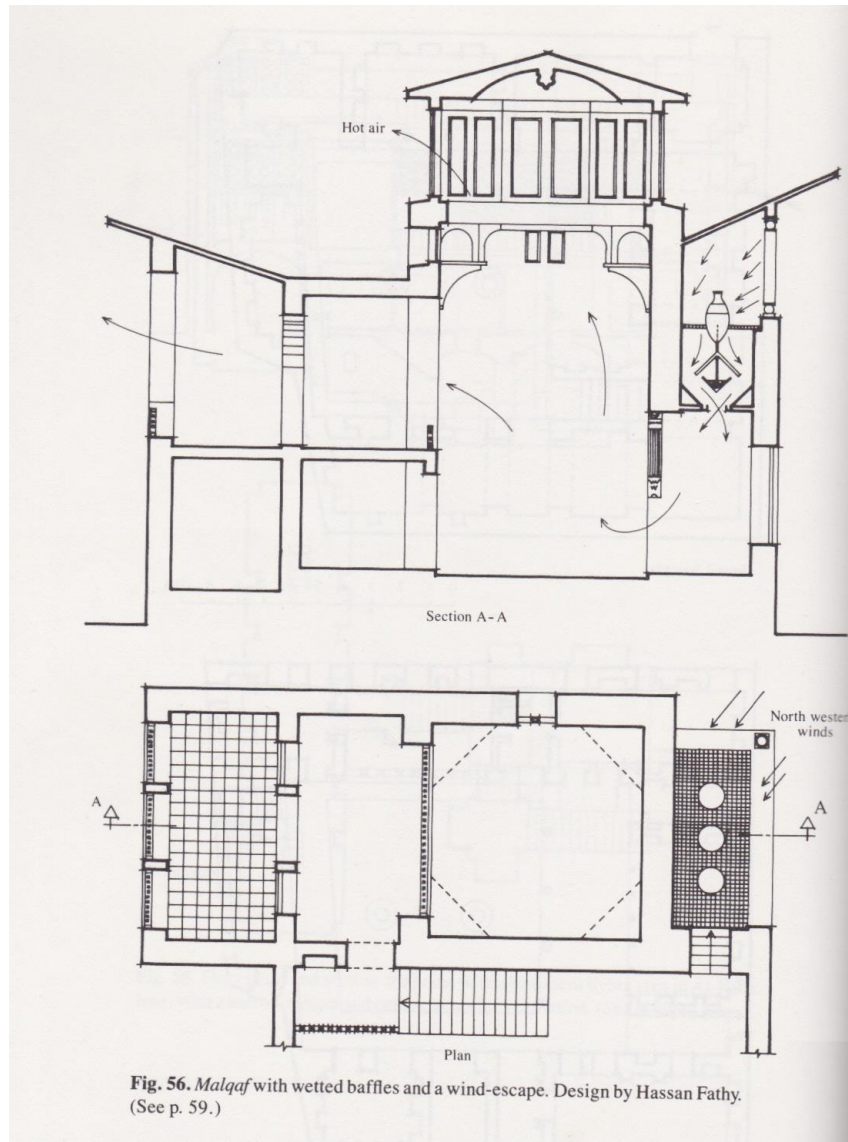 Hot air
Section A-A
North wester
winds
A
A
Plan
Fig. 56. Malqaf with wetted baffles and a wind-escape. Design by Hassan Fathy.
(See p. 59.)